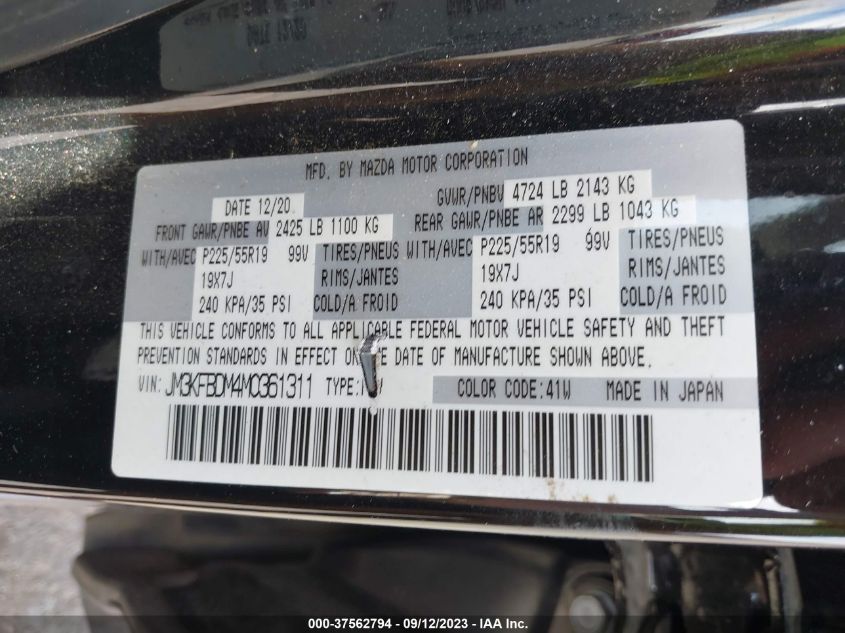 MFD. BY MAZDA MOTOR CORPORATION
DATE 12/20 GVWR/PNBV 4724 LB 2143 KG
FRONT GAWR/PNBE AV 2425 LB 1100 KG REAR GAWR/PNBE AR 2299 LB 1043 KG
WITH/AVEC P225/55R19 99V TIRES/PNEUS WITH/AVEC P225/55R19 99V TIRES/PNEUS
19X7J RIMS/JANTES 19X7J RIMS/JANTES
240 KPA/35 PSI COLD/A FROID 240 KPA/35 PSI COLD/A FROID
THIS VEHICLE CONFORMS TO ALL APPLICABLE FEDERAL MOTOR VEHICLE SAFETY AND THEFT
PREVENTION STANDARDS IN EFFECT ON THE DATE OF MANUFACTURE SHOWN ABOVE.
VIN: JM3KFBDM4M0361311 TYPE: COLOR CODE:41W MADE IN JAPAN
000-37562794 - 09/12/2023 - © IAA Inc.